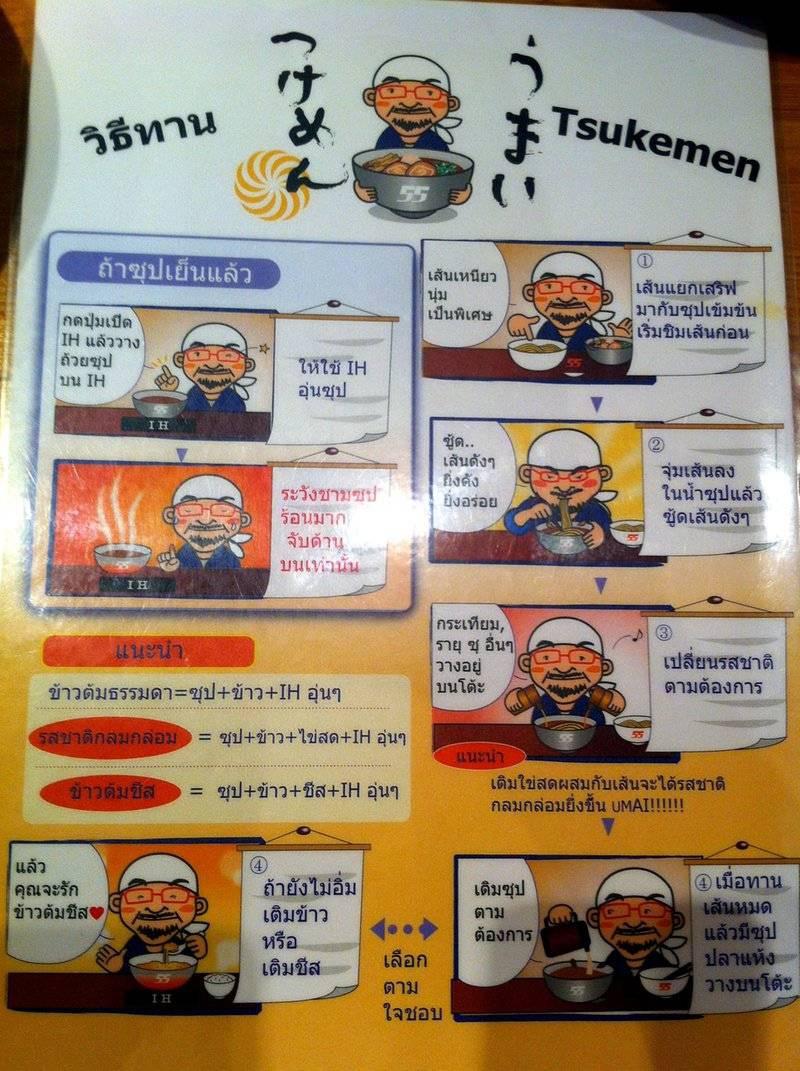 วิธีทาน
つけめん
うまい
Tsukemen
55
ถ้าซุปเย็นแล้ว
กดปุ่มเปิด
IH แล้ววาง
ถ้วยซุป
บน IH
55
IH
ให้ใช้ IH
อุ่นซุป
55
IH
ระวังชามซุป
ร้อนมาก
จับด้าน
บนเท่านั้น
แนะนำ
ข้าวต้มธรรมดา=ซุป+ข้าว+IH อุ่นๆ
รสชาติกลมกล่อม = ซุป+ข้าว+ไข่สด+IH อุ่นๆ
ข้าวต้มชีส = ซุป+ข้าว+ชีส+IH อุ่นๆ
เส้นเหนียว
นุ่ม
เป็นพิเศษ
55
①
เส้นแยกเสริฟ
มากับซุปเข้มข้น
เริ่มชิมเส้นก่อน
ซู้ด..
เส้นดังๆ
ยิ่งดัง
ยิ่งอร่อย
55
55
②
จุ่มเส้นลง
ในน้ำซุปแล้ว
ซู้ดเส้นดังๆ
กระเทียม,
รายุ ซุ อื่นๆ
วางอยู่
บนโต้ะ
55
55
③
เปลี่ยนรสชาติ
ตามต้องการ
แนะนำ
เติมใข่สดผสมกับเส้นจะได้รสชาติ
กลมกล่อมยิ่งขึ้น UMAI!!!!!!
แล้ว
คุณจะรัก
ข้าวต้มชีส♥
55
IH
④
ถ้ายังไม่อิ่ม
เติมข้าว
หรือ
เติมชีส
เลือก
ตาม
ใจชอบ
เติมซุป
ตาม
ต้องการ
55
55
④ เมื่อทาน
เส้นหมด
แล้วมีซุป
ปลาแห้ง
วางบนโต้ะ